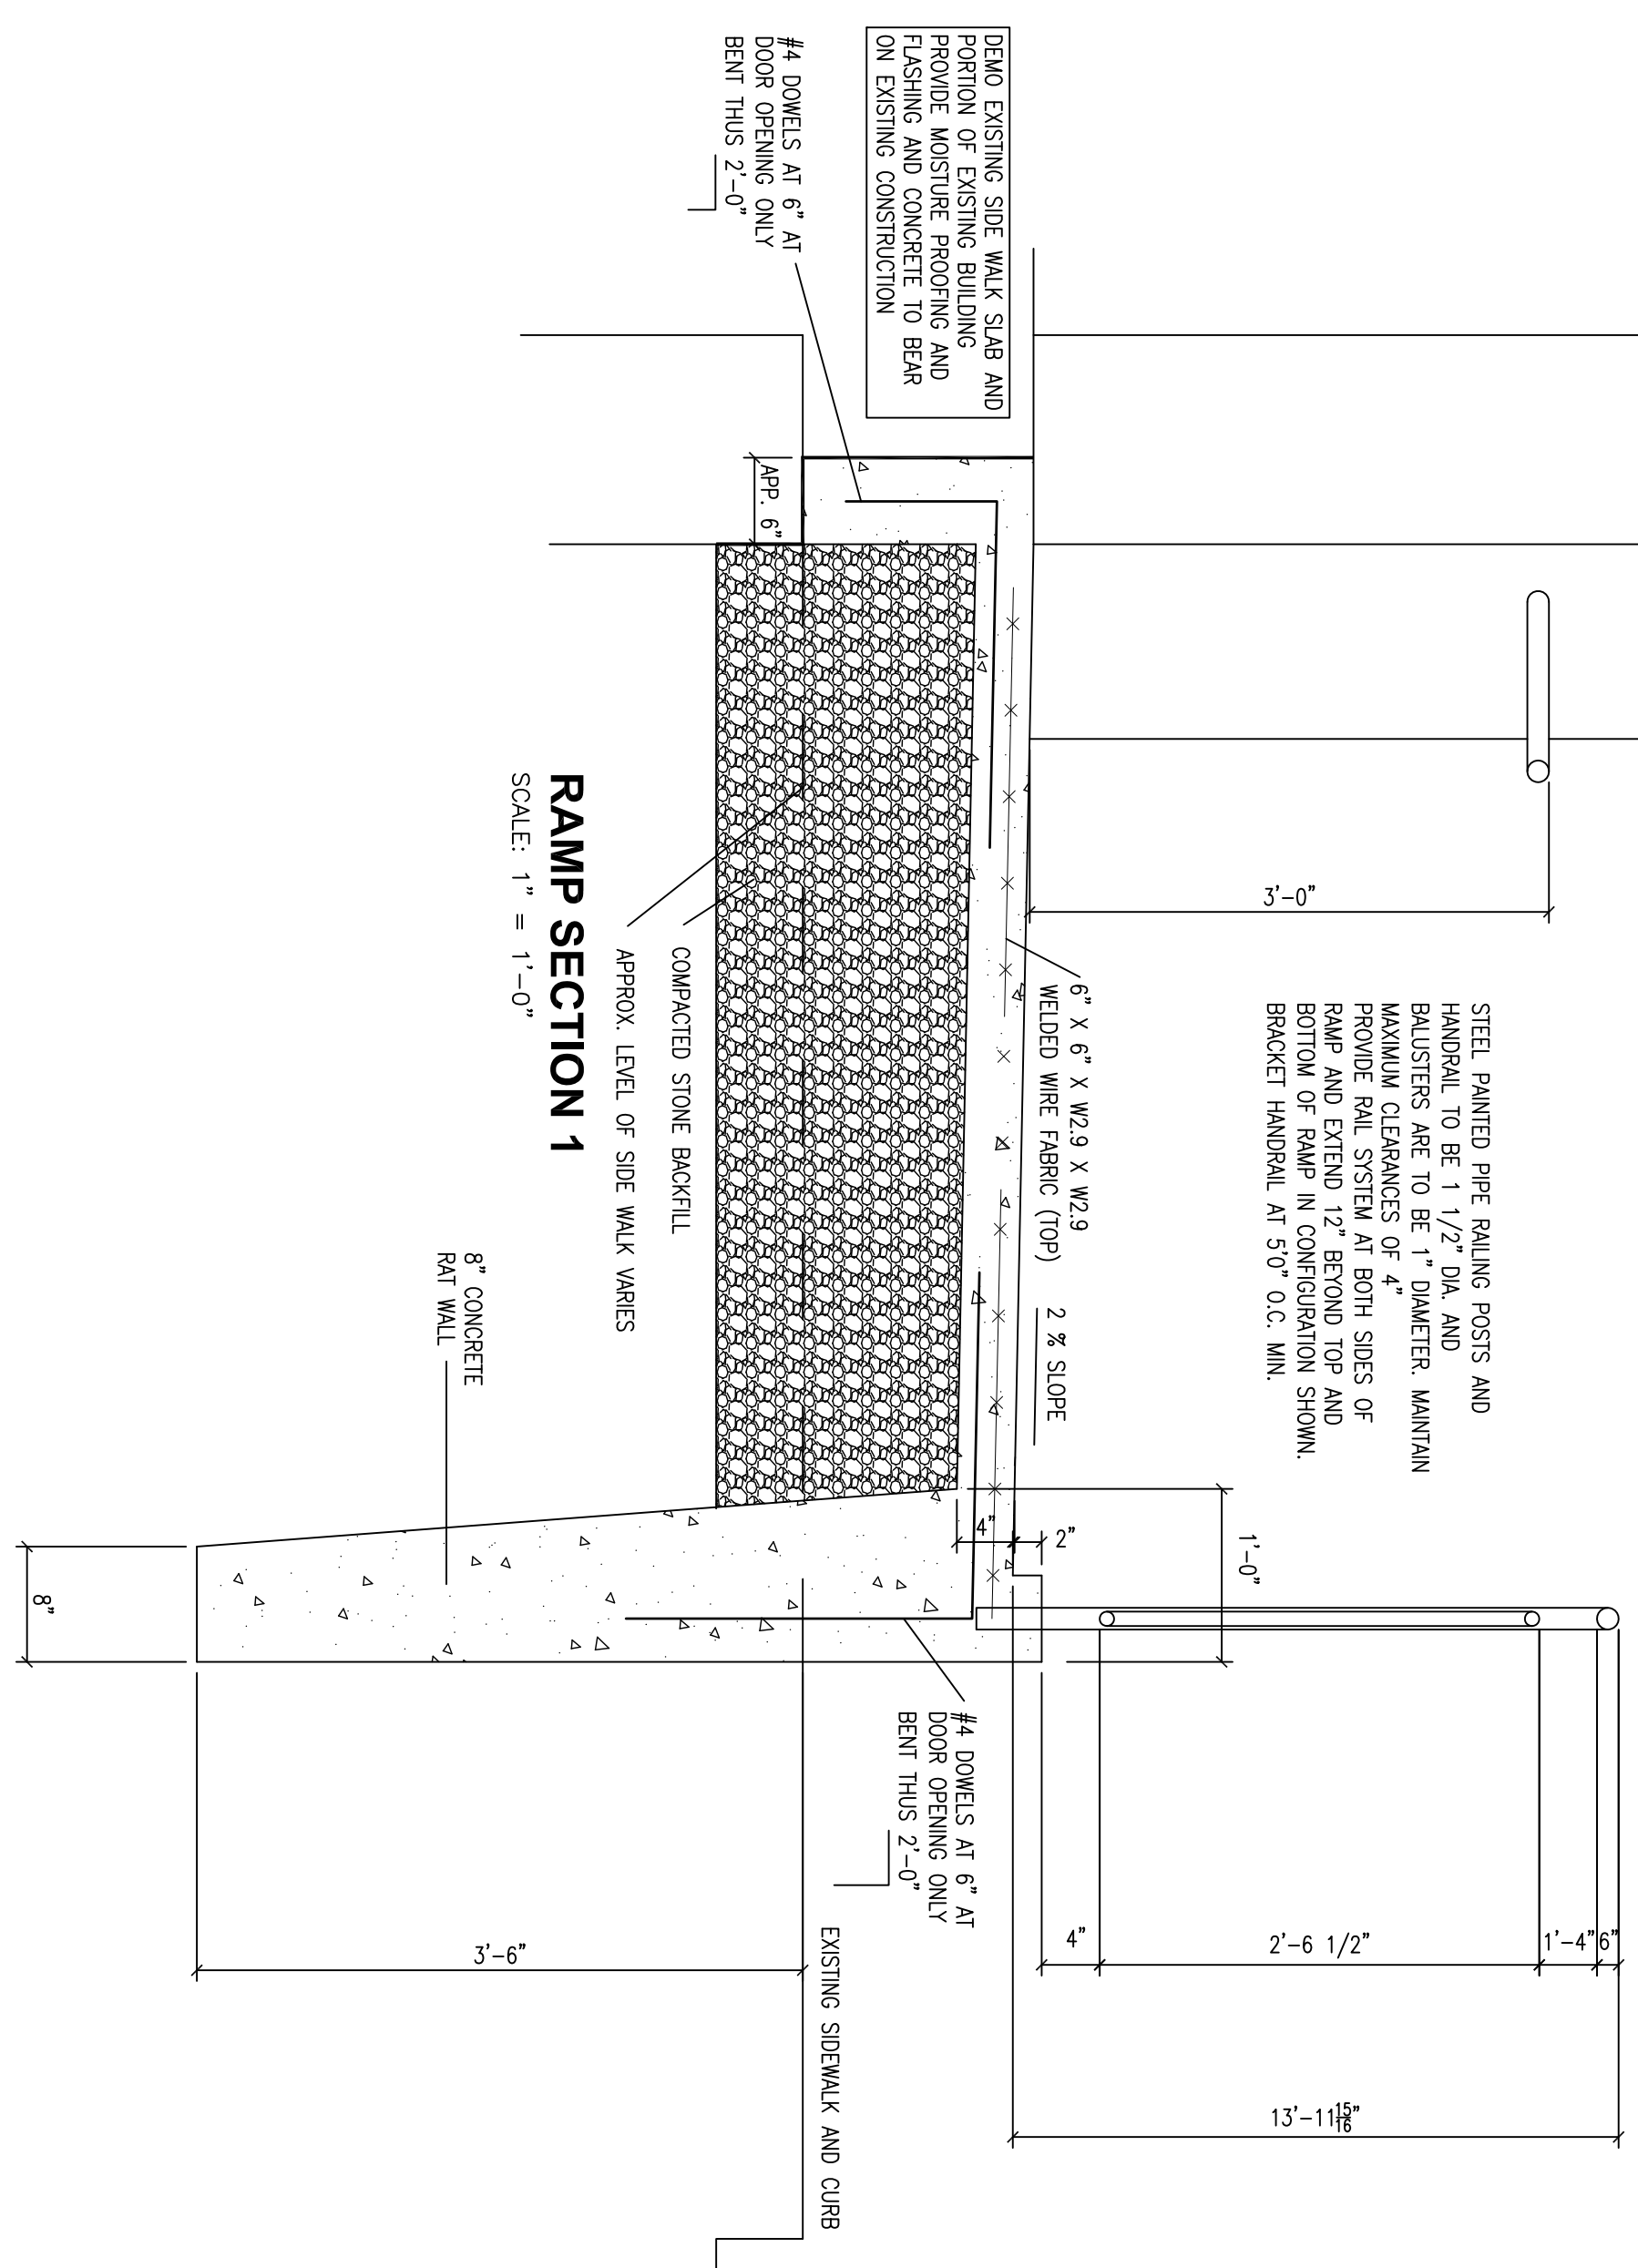 STEEL PAINTED PIPE RAILING POSTS AND
HANDRAIL TO BE 1 1/2" DIA. AND
BALUSTERS ARE TO BE 1" DIAMETER. MAINTAIN
MAXIMUM CLEARANCES OF 4"
PROVIDE RAIL SYSTEM AT BOTH SIDES OF
RAMP AND EXTEND 12" BEYOND TOP AND
BOTTOM OF RAMP IN CONFIGURATION SHOWN.
BRACKET HANDRAIL AT 5'0" O.C. MIN.
3'-0"
DEMO EXISTING SIDE WALK SLAB AND
PORTION OF EXISTING BUILDING
PROVIDE MOISTURE PROOFING AND
FLASHING AND CONCRETE TO BEAR
ON EXISTING CONSTRUCTION
#4 DOWELS AT 6" AT
DOOR OPENING ONLY
BENT THUS 2'-0"
APP. 6"
6" X 6" X W2.9 X W2.9
WELDED WIRE FABRIC (TOP)
2 % SLOPE
1'-0"
2"
4"
6"
1'-4"
2'-6 1/2"
4"
13'-11 15/16"
#4 DOWELS AT 6" AT
DOOR OPENING ONLY
BENT THUS 2'-0"
EXISTING SIDEWALK AND CURB
3'-6"
COMPACTED STONE BACKFILL
APPROX. LEVEL OF SIDE WALK VARIES
RAMP SECTION 1
SCALE: 1" = 1'-0"
8" CONCRETE
RAT WALL
8"